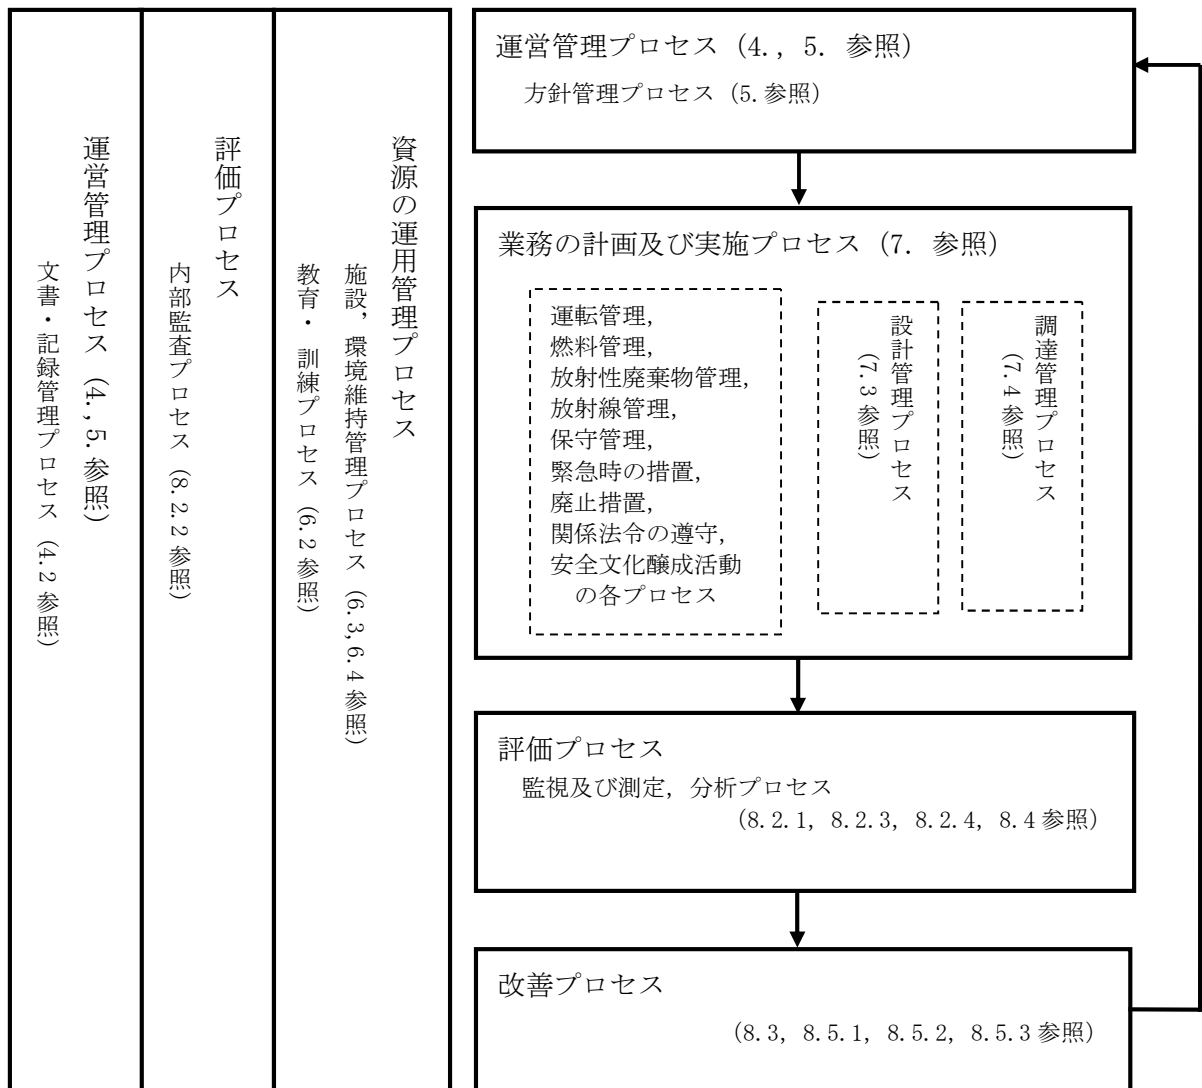 運営管理プロセス (4.,5.参照)
文書・記録管理プロセス (4.2参照)
評価プロセス
内部監査プロセス (8.2.2参照)
資源の運用管理プロセス
施設，環境維持管理プロセス (6.3,6.4参照)
教育・訓練プロセス (6.2参照)
運営管理プロセス (4., 5. 参照)
方針管理プロセス (5.参照)
業務の計画及び実施プロセス (7. 参照)
運転管理，
燃料管理，
放射性廃棄物管理，
放射線管理，
保守管理，
緊急時の措置，
廃止措置，
関係法令の遵守，
安全文化醸成活動
の各プロセス
設計管理プロセス
(7.3参照)
調達管理プロセス
(7.4参照)
評価プロセス
監視及び測定，分析プロセス
(8.2.1, 8.2.3, 8.2.4, 8.4参照)
改善プロセス
(8.3, 8.5.1, 8.5.2, 8.5.3参照)